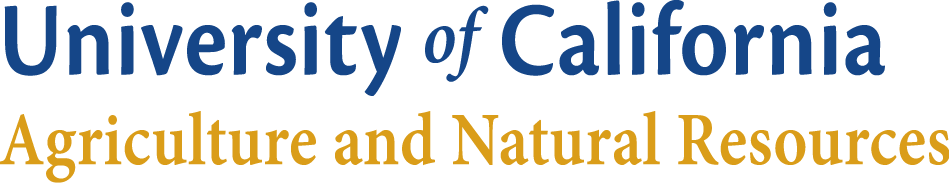 University of California
Agriculture and Natural Resources